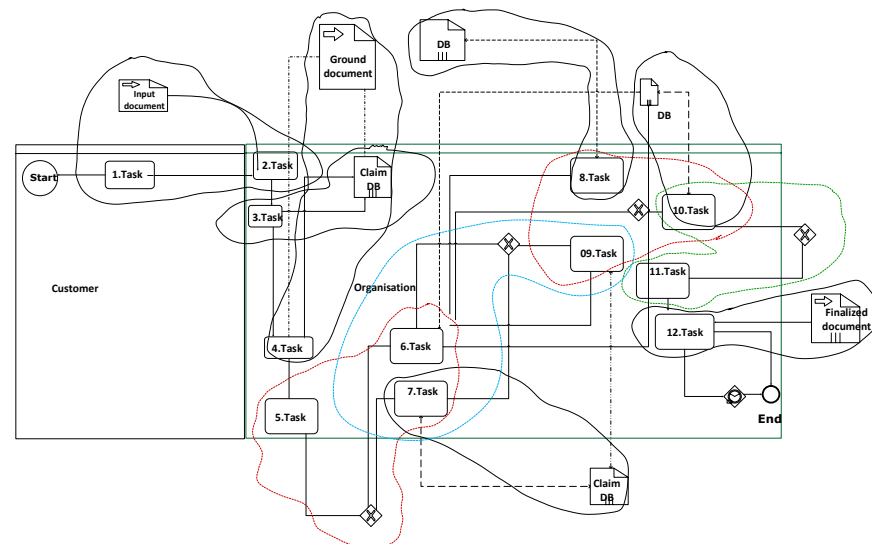 Ground
document
DB
Input
document
DB
Start
1.Task
2.Task
Claim
DB
8.Task
3.Task
10.Task
09.Task
11.Task
Customer
Organisation
Finalized
document
12.Task
4.Task
6.Task
7.Task
5.Task
End
Claim
DB